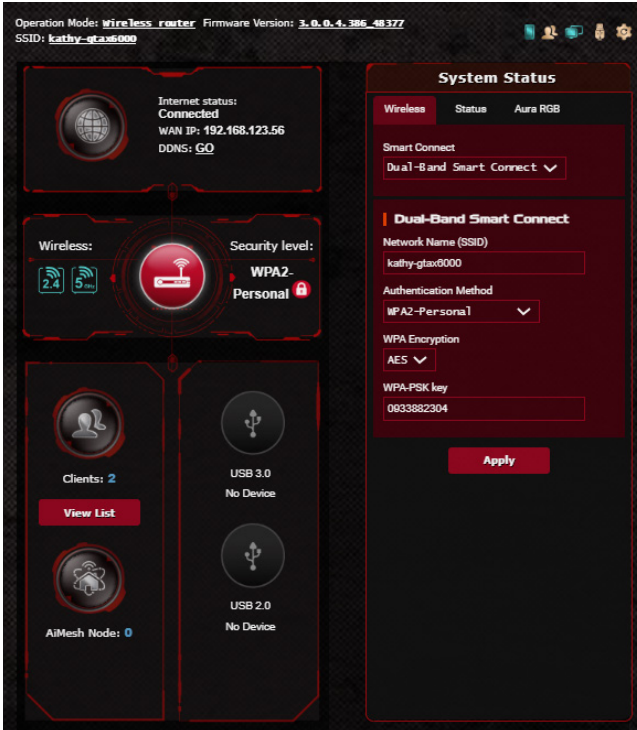 Operation Mode: Wireless router Firmware Version: 3.0.0.4.386_48377
SSID: kathy-gtax6000
Internet status:
Connected
WAN IP: 192.168.123.56
DDNS: GO
Wireless:
2.4
5 GHz
Security level:
WPA2-
Personal
Clients: 2
View List
AiMesh Node: 0
USB 3.0
No Device
USB 2.0
No Device
System Status
Wireless Status Aura RGB
Smart Connect
Dual-Band Smart Connect
Dual-Band Smart Connect
Network Name (SSID)
kathy-gtax6000
Authentication Method
WPA2-Personal
WPA Encryption
AES
WPA-PSK key
0933882304
Apply